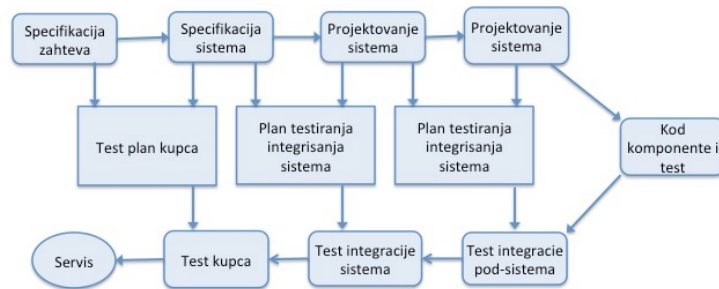 Specifikacija
zahteva
Specifikacija
sistema
Projektovanje
sistema
Projektovanje
sistema
Test plan kupca
Plan testiranja
integrisanja
sistema
Plan testiranja
integrisanja
sistema
Kod
komponente i
test
Servis
Test kupca
Test integracije
sistema
Test integracie
pod-sistema